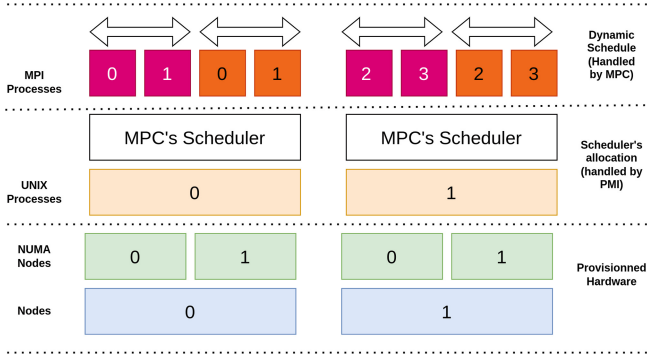 Dynamic
Schedule
(Handled
by MPC)
MPI
Processes
0 1 0 1 2 3 2 3
MPC's Scheduler MPC's Scheduler
Scheduler's
allocation
(handled by
PMI)
UNIX
Processes
0 1
NUMA
Nodes
0 1 0 1
Provisionned
Hardware
Nodes
0 1